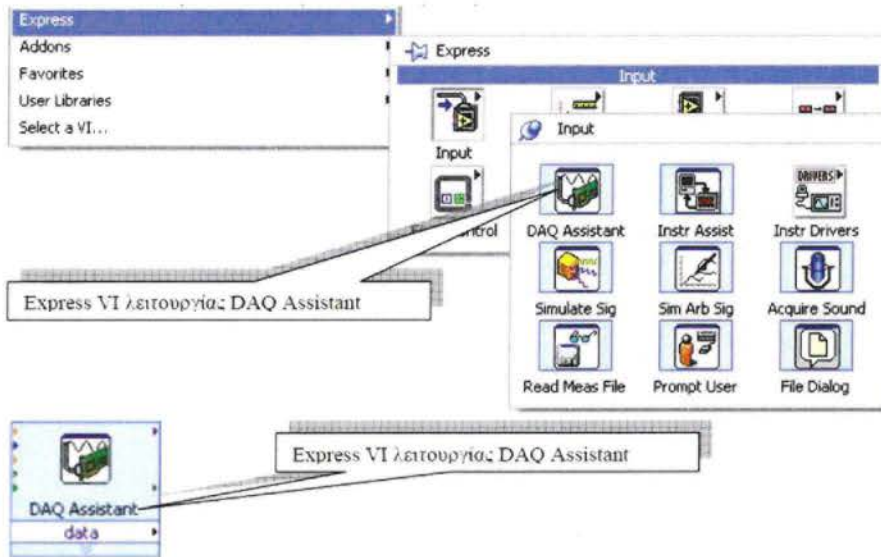 Express
Addons
Favorites
User Libraries
Select a VI...
Express
Input
Input
Input
DAQ Assistant
Instr Assist
DRIVERS
Instr Drivers
Simulate Sig
Sim Arb Sig
Acquire Sound
Read Meas File
Prompt User
File Dialog
Express VI λειτουργίας DAQ Assistant
Express VI λειτουργίας DAQ Assistant
DAQ Assistant
data